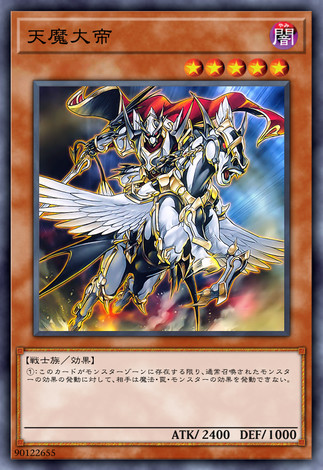 天魔大帝
闇
やみ
【戦士族／効果】
①:このカードがモンスターゾーンに存在する限り、通常召喚されたモンスタ
ーの効果の発動に対して、相手は魔法・罠・モンスターの効果を発動できない。
ATK/ 2400 DEF/1000
90122655